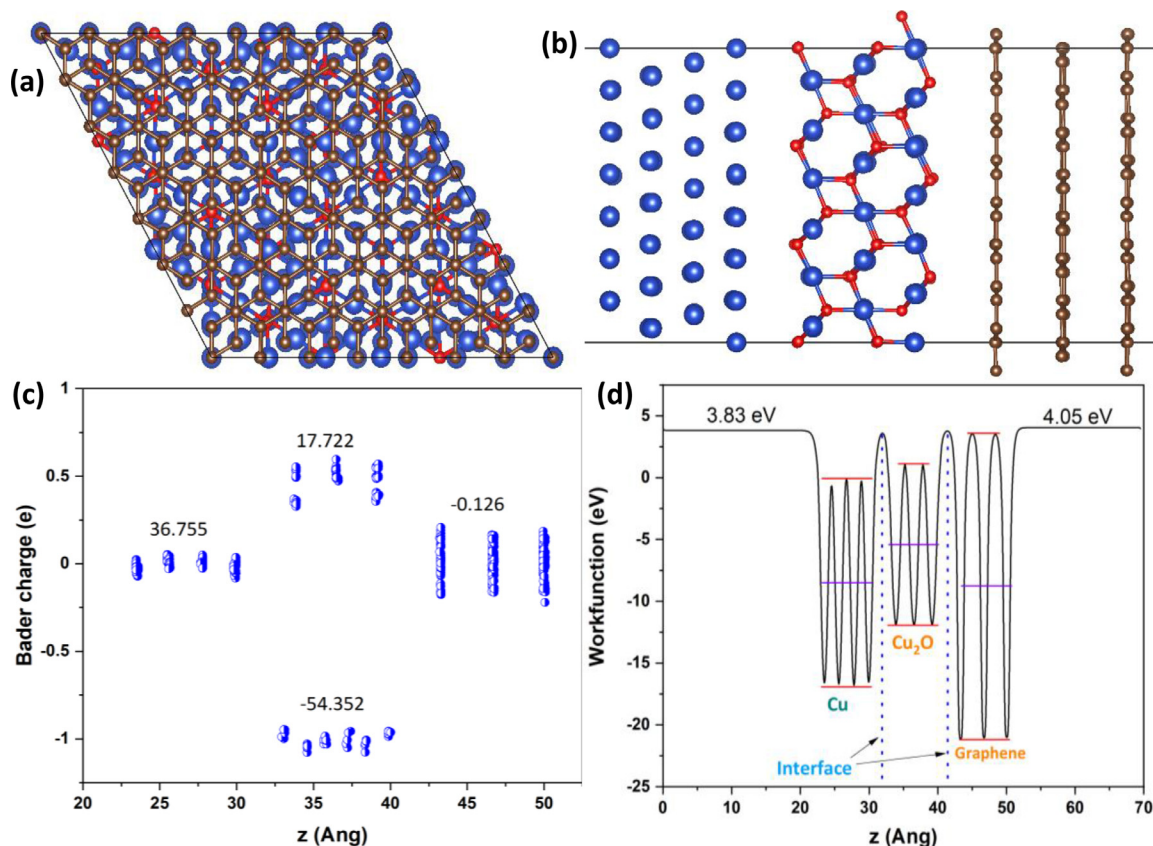 (a)
(b)
(c)
1
17.722
0.5
36.755
-0.126
0
-0.5
-54.352
-1
20 25 30 35 40 45 50
Bader charge (e)
z (Ang)
(d)
3.83 eV
4.05 eV
5
0
-5
-10
-15
-20
-25
Cu
Cu₂O
Graphene
Interface
0 10 20 30 40 50 60 70
Workfunction (eV)
z (Ang)